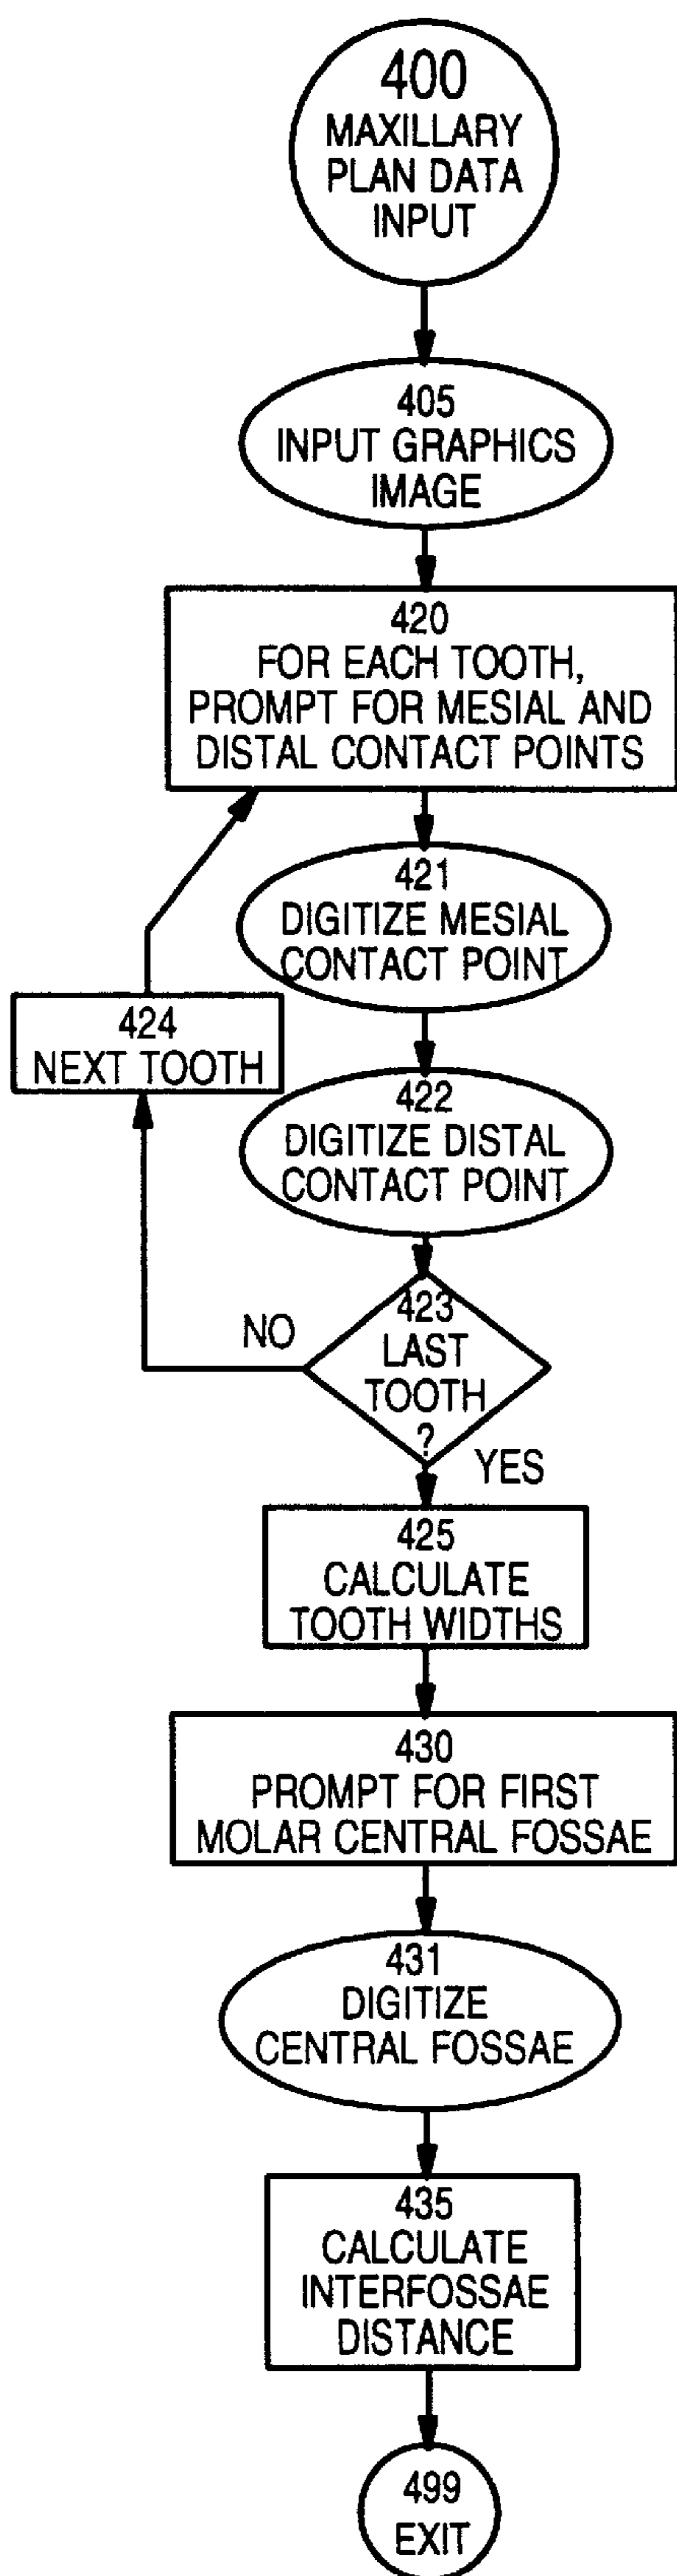 400
MAXILLARY
PLAN DATA
INPUT
405
INPUT GRAPHICS
IMAGE
420
FOR EACH TOOTH,
PROMPT FOR MESIAL AND
DISTAL CONTACT POINTS
421
DIGITIZE MESIAL
CONTACT POINT
424
NEXT TOOTH
422
DIGITIZE DISTAL
CONTACT POINT
423
LAST
TOOTH
?
NO
YES
425
CALCULATE
TOOTH WIDTHS
430
PROMPT FOR FIRST
MOLAR CENTRAL FOSSAE
431
DIGITIZE
CENTRAL FOSSAE
435
CALCULATE
INTERFOSSAE
DISTANCE
499
EXIT